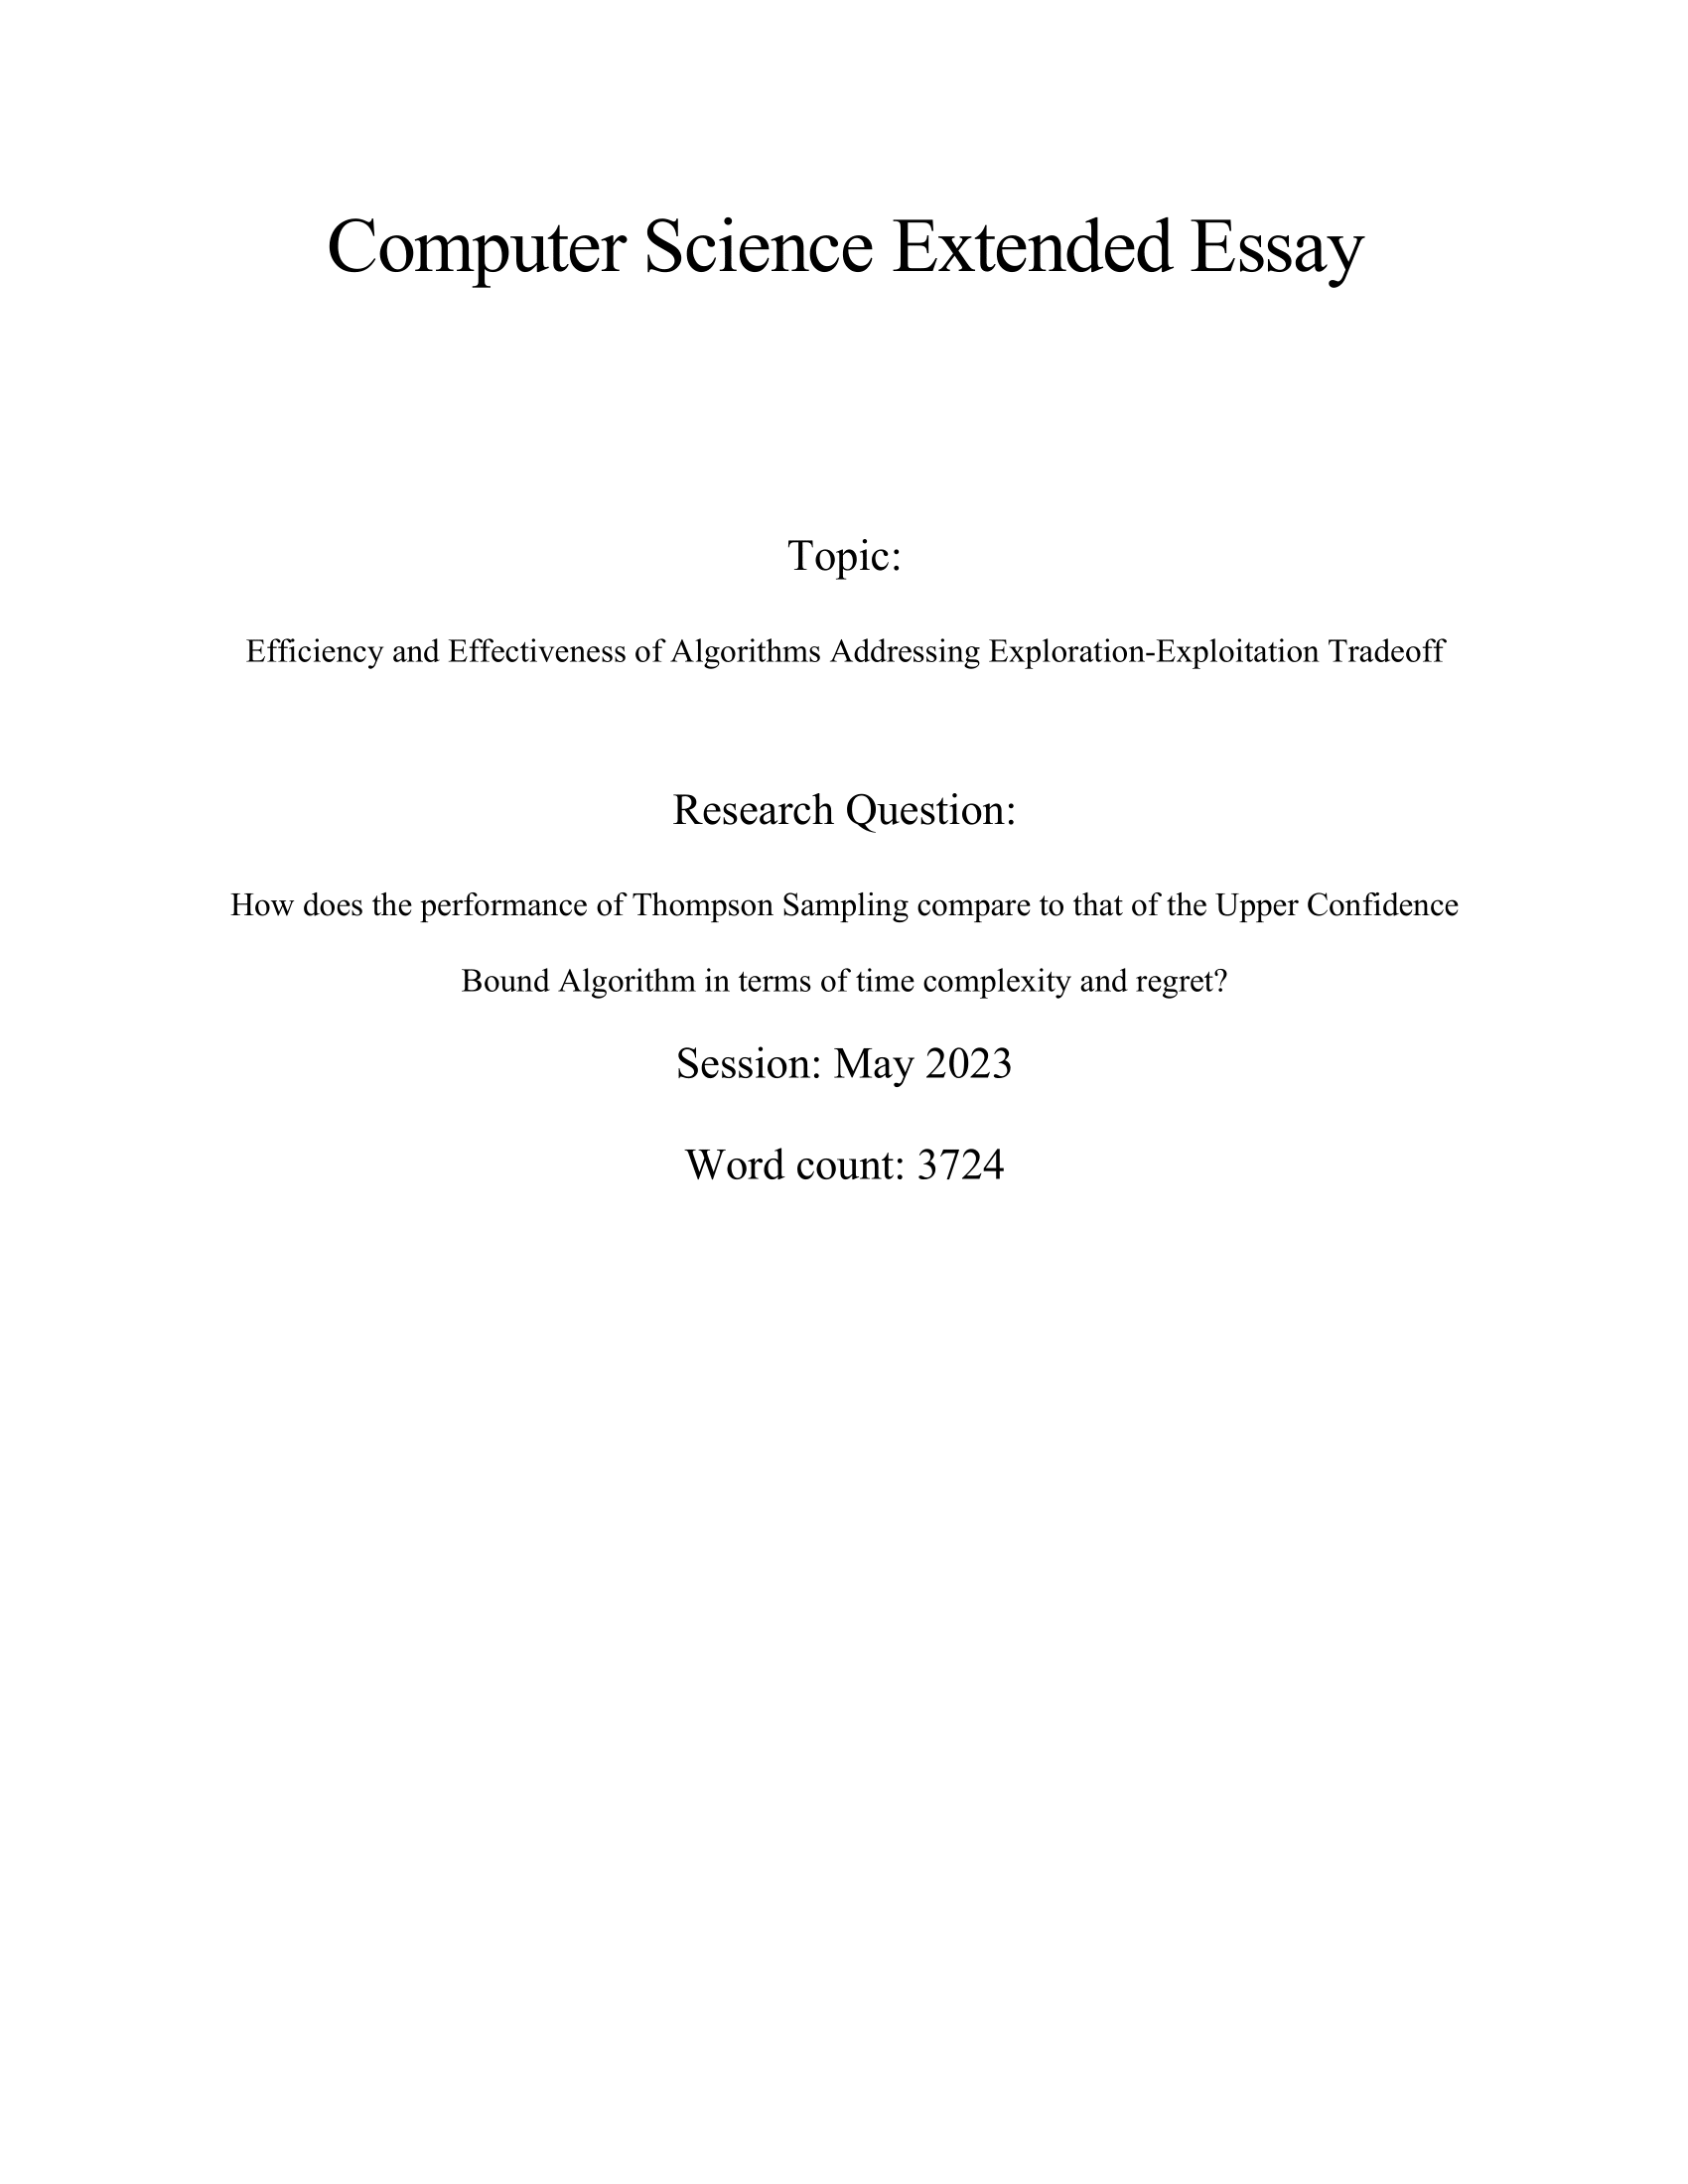 Computer Science Extended Essay
Topic:
Efficiency and Effectiveness of Algorithms Addressing Exploration-Exploitation Tradeoff
Research Question:
How does the performance of Thompson Sampling compare to that of the Upper Confidence
Bound Algorithm in terms of time complexity and regret?
Session: May 2023
Word count: 3724